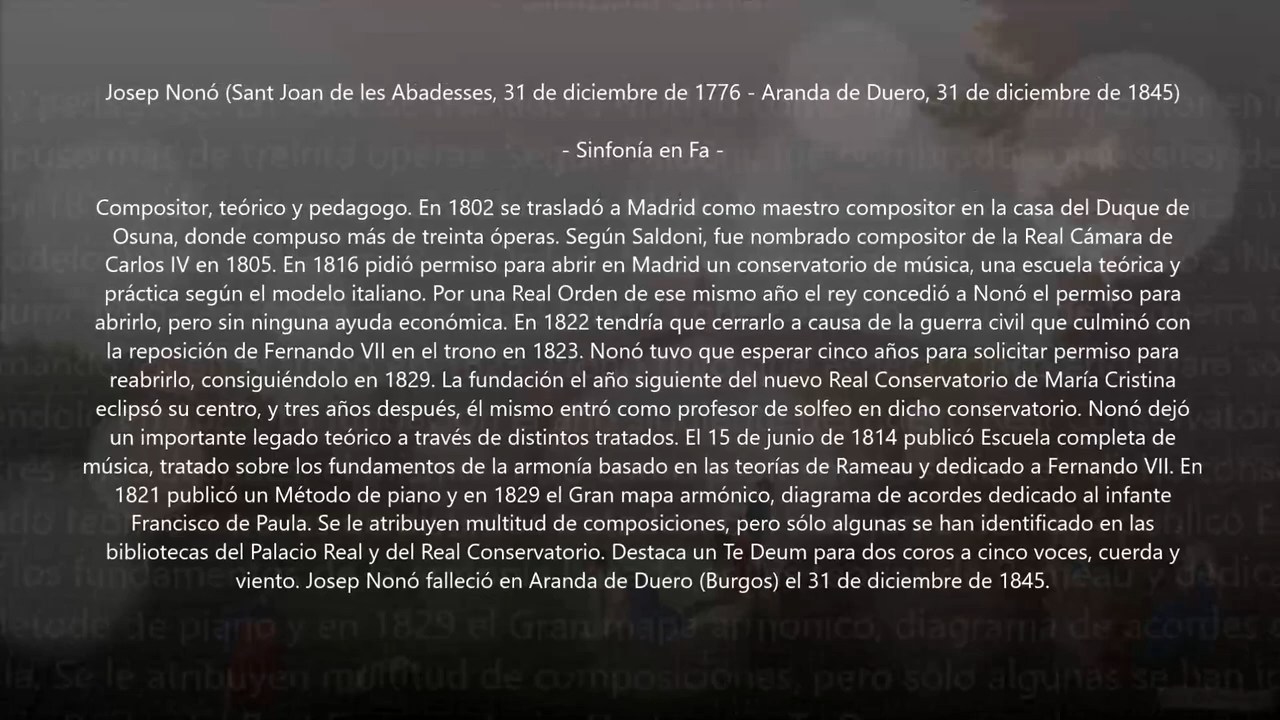 Josep Nonó (Sant Joan de les Abadesses, 31 de diciembre de 1776 - Aranda de Duero, 31 de diciembre de 1845)
- Sinfonía en Fa -
Compositor, teórico y pedagogo. En 1802 se trasladó a Madrid como maestro compositor en la casa del Duque de
Osuna, donde compuso más de treinta óperas. Según Saldoni, fue nombrado compositor de la Real Cámara de
Carlos IV en 1805. En 1816 pidió permiso para abrir en Madrid un conservatorio de música, una escuela teórica y
práctica según el modelo italiano. Por una Real Orden de ese mismo año el rey concedió a Nonó el permiso para
abrirlo, pero sin ninguna ayuda económica. En 1822 tendría que cerrarlo a causa de la guerra civil que culminó con
la reposición de Fernando VII en el trono en 1823. Nonó tuvo que esperar cinco años para solicitar permiso para
reabrirlo, consiguiéndolo en 1829. La fundación el año siguiente del nuevo Real Conservatorio de María Cristina
eclipsó su centro, y tres años después, él mismo entró como profesor de solfeo en dicho conservatorio. Nonó dejó
un importante legado teórico a través de distintos tratados. El 15 de junio de 1814 publicó Escuela completa de
música, tratado sobre los fundamentos de la armonía basado en las teorías de Rameau y dedicado a Fernando VII. En
1821 publicó un Método de piano y en 1829 el Gran mapa armónico, diagrama de acordes dedicado al infante
Francisco de Paula. Se le atribuyen multitud de composiciones, pero sólo algunas se han identificado en las
bibliotecas del Palacio Real y del Real Conservatorio. Destaca un Te Deum para dos coros a cinco voces, cuerda y
viento. Josep Nonó falleció en Aranda de Duero (Burgos) el 31 de diciembre de 1845.